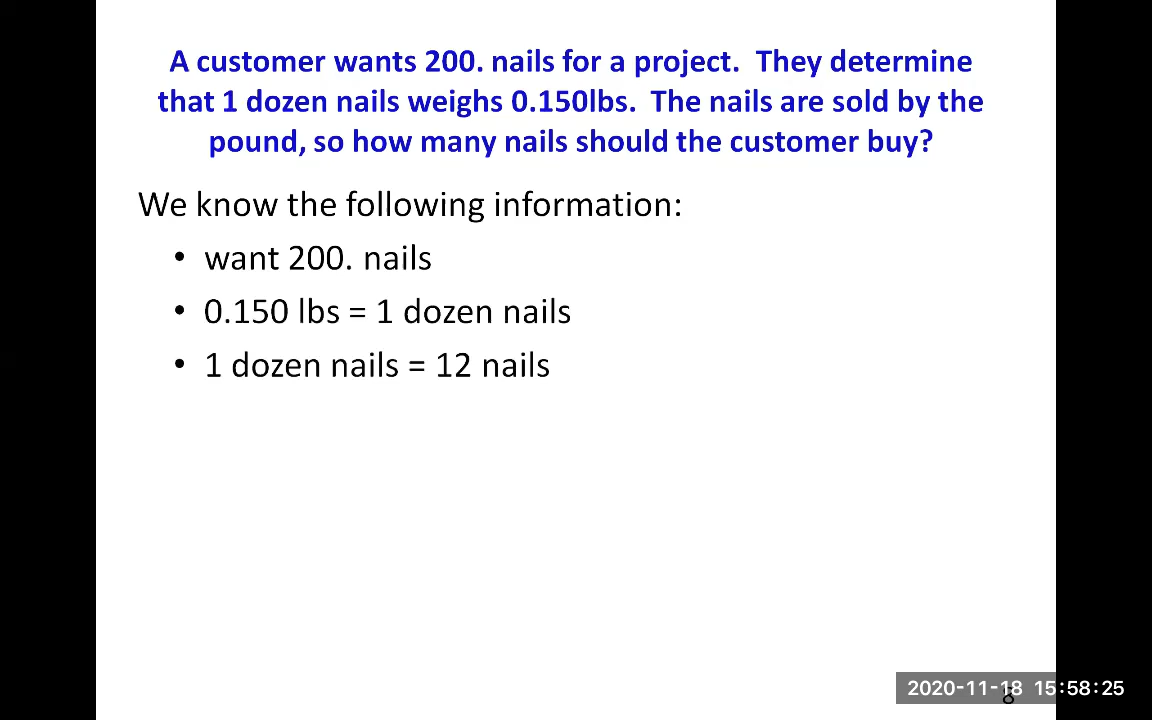 A customer wants 200. nails for a project. They determine
that 1 dozen nails weighs 0.150lbs. The nails are sold by the
pound, so how many nails should the customer buy?
We know the following information:
• want 200. nails
• 0.150 lbs = 1 dozen nails
• 1 dozen nails = 12 nails
2020-11-18 15:58:25
8